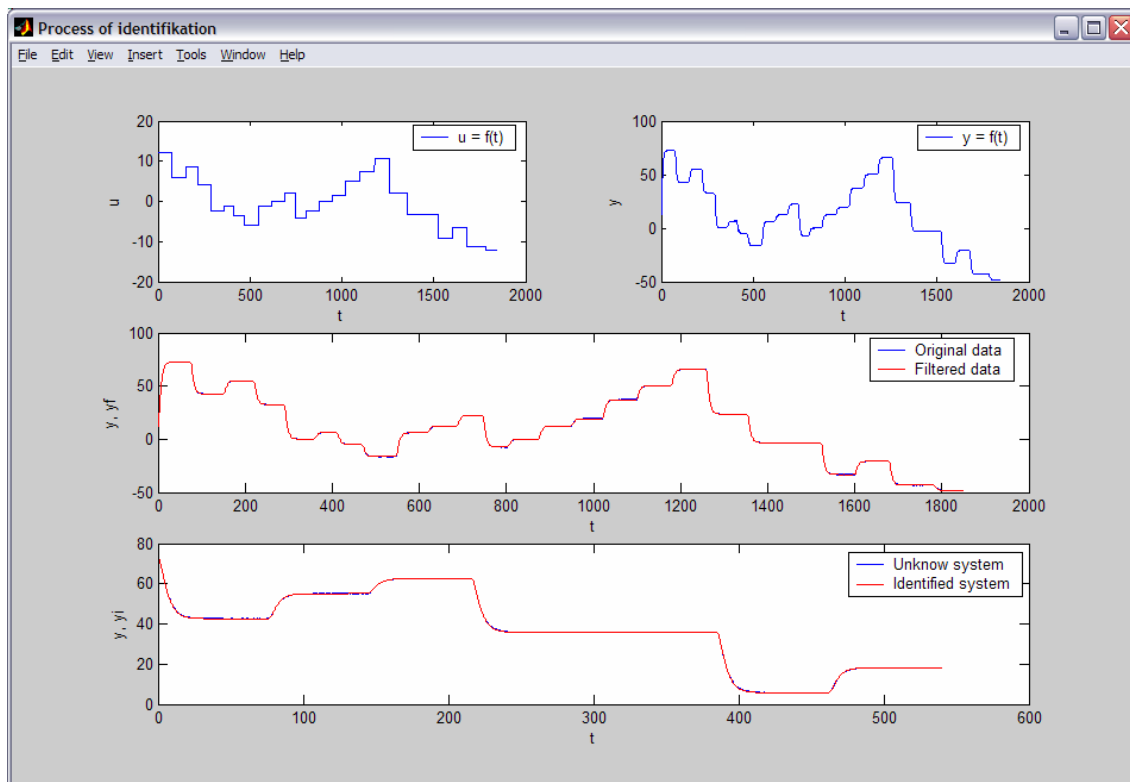 Process of identifikation
File Edit View Insert Tools Window Help
20
10
0
-10
-20
u
u = f(t)
0 500 1000 1500 2000
t
100
50
0
-50
y
y = f(t)
0 500 1000 1500 2000
t
100
50
0
-50
y, yf
Original data
Filtered data
0 200 400 600 800 1000 1200 1400 1600 1800 2000
t
80
60
40
20
0
y, yi
Unknow system
Identified system
0 100 200 300 400 500 600
t